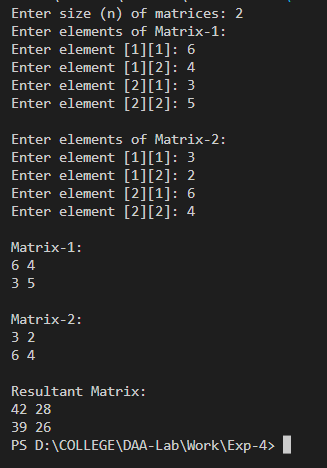 Enter size (n) of matrices: 2
Enter elements of Matrix-1:
Enter element [1][1]: 6
Enter element [1][2]: 4
Enter element [2][1]: 3
Enter element [2][2]: 5
Enter elements of Matrix-2:
Enter element [1][1]: 3
Enter element [1][2]: 2
Enter element [2][1]: 6
Enter element [2][2]: 4
Matrix-1:
6 4
3 5
Matrix-2:
3 2
6 4
Resultant Matrix:
42 28
39 26
PS D:\COLLEGE\DAA-Lab\Work\Exp-4>